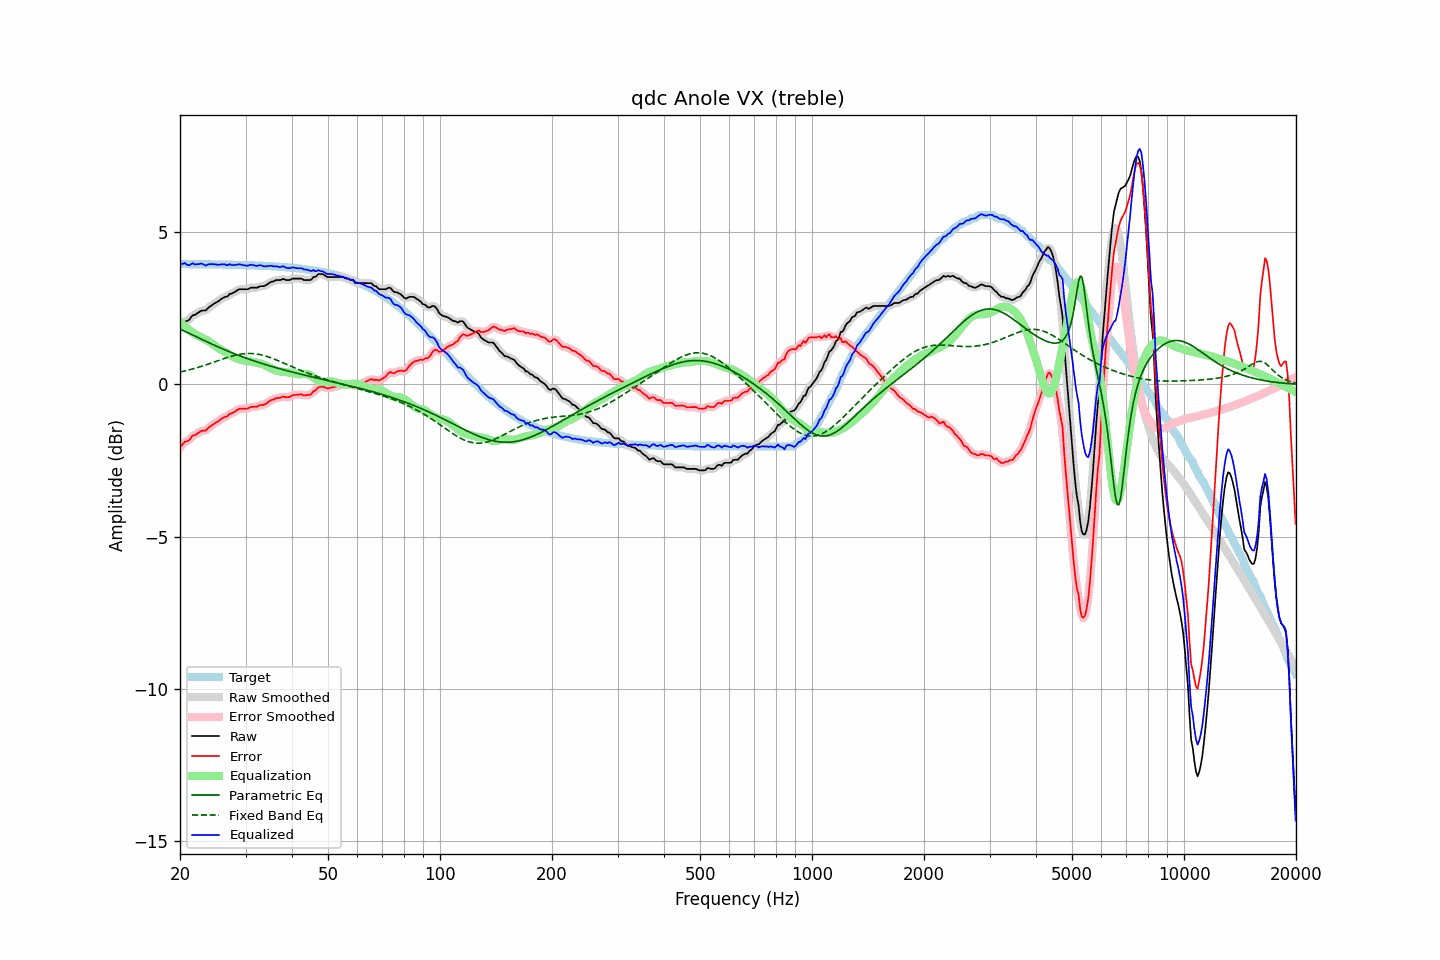 qdc Anole VX (treble)
Amplitude (dBr)
5
0
−5
−10
−15
Target
Raw Smoothed
Error Smoothed
Raw
Error
Equalization
Parametric Eq
Fixed Band Eq
Equalized
20 50 100 200 500 1000 2000 5000 10000 20000
Frequency (Hz)